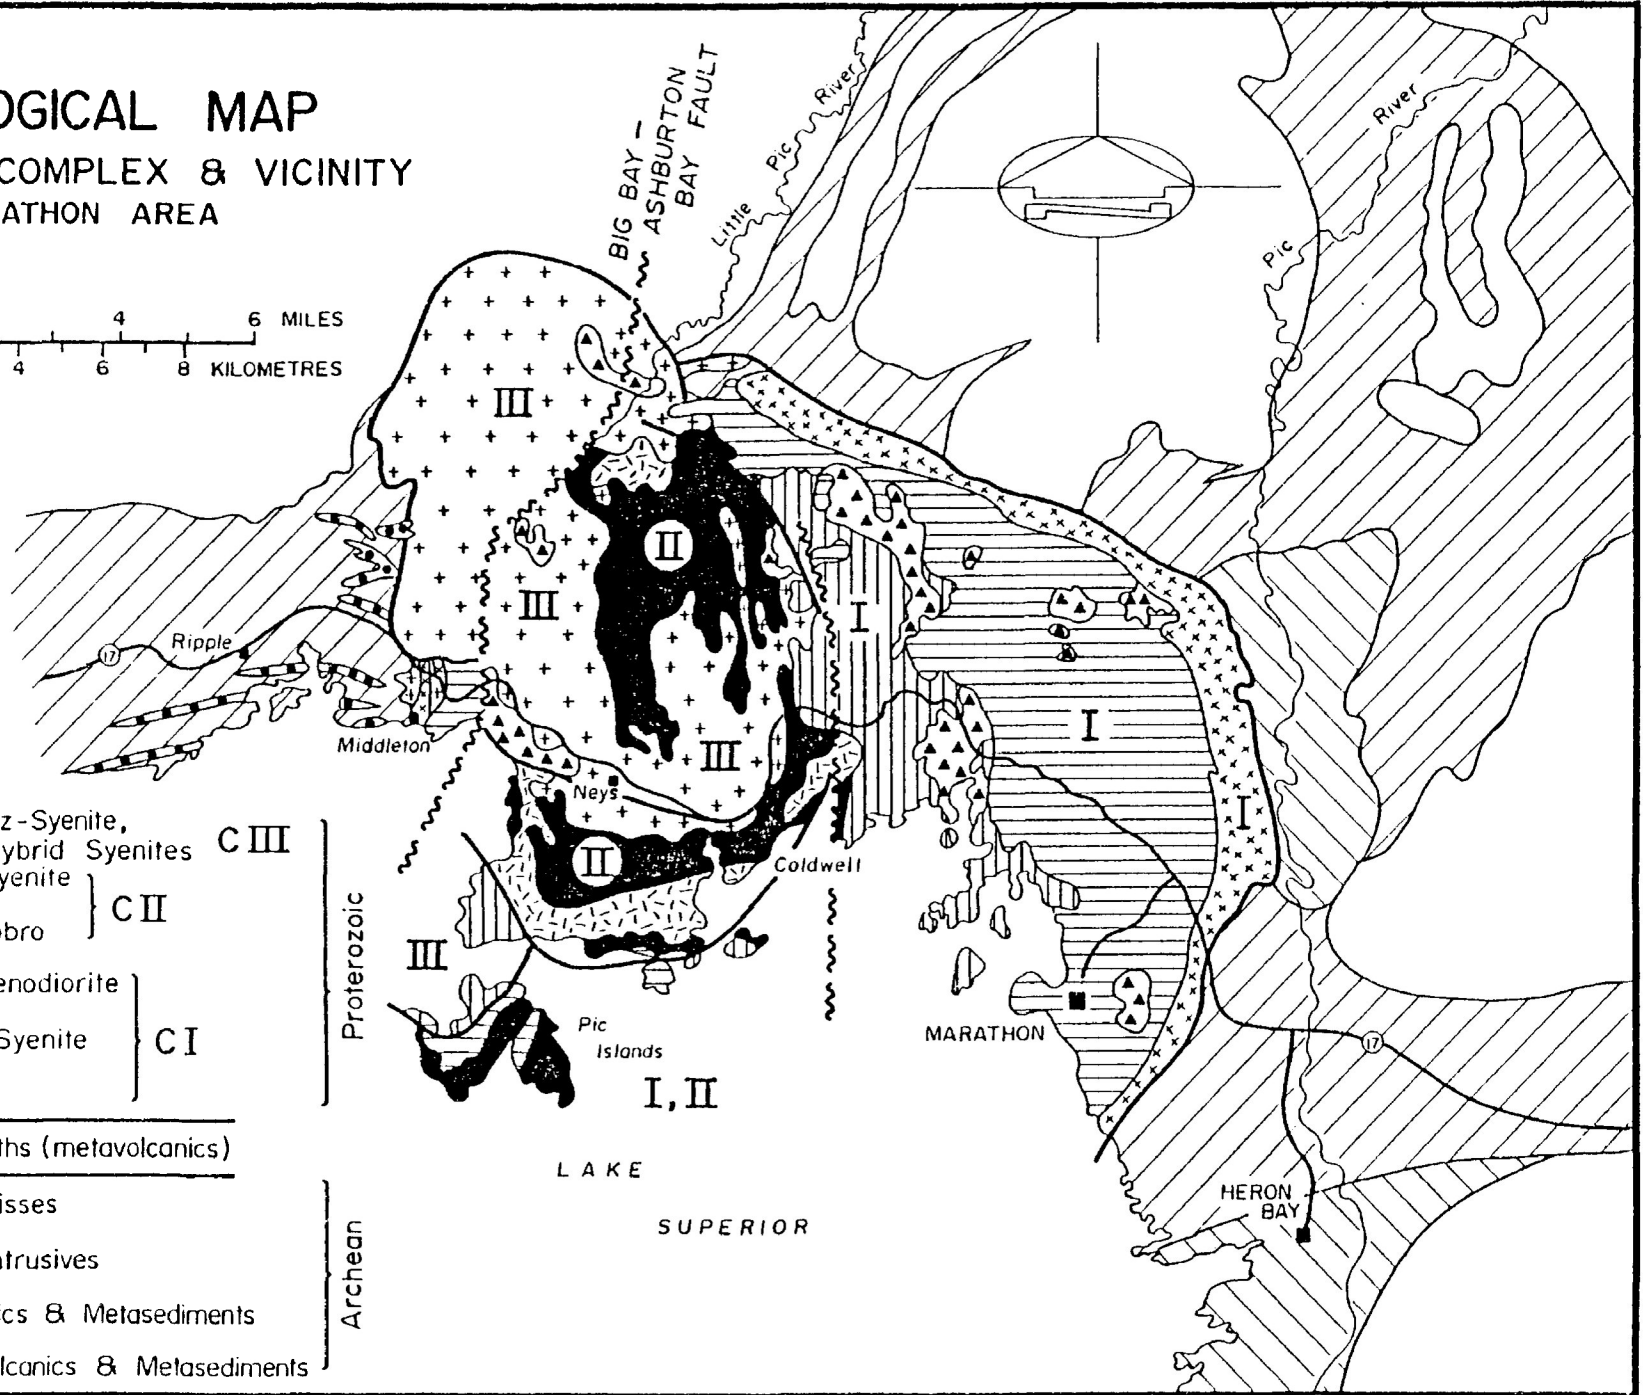 OGICAL MAP
COMPLEX & VICINITY
ATHON AREA
4 6 MILES
4 6 8 KILOMETRES
BIG BAY -
ASHBURTON
BAY FAULT
Little Pic River
Pic River
III
II
III
I
I
III
I
II
III
I, II
17
Ripple
Middleton
Neys
Coldwell
MARATHON
Pic
Islands
17
HERON
BAY
LAKE
SUPERIOR
z-Syenite,
ybrid Syenites
C III
yenite
C II
bbro
enodiorite
Syenite
C I
Proterozoic
ths (metavolcanics)
isses
ntrusives
cs & Metasediments
lcanics & Metasediments
Archean